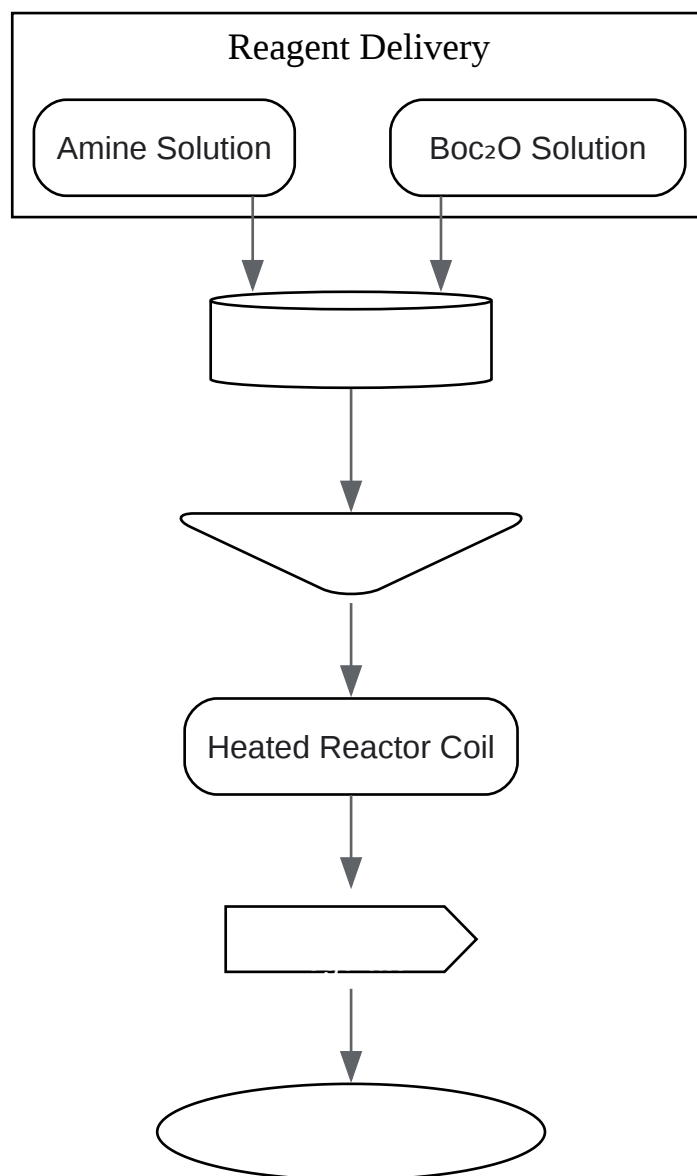 Reagent Delivery
Amine Solution
Boc₂O Solution
Heated Reactor Coil